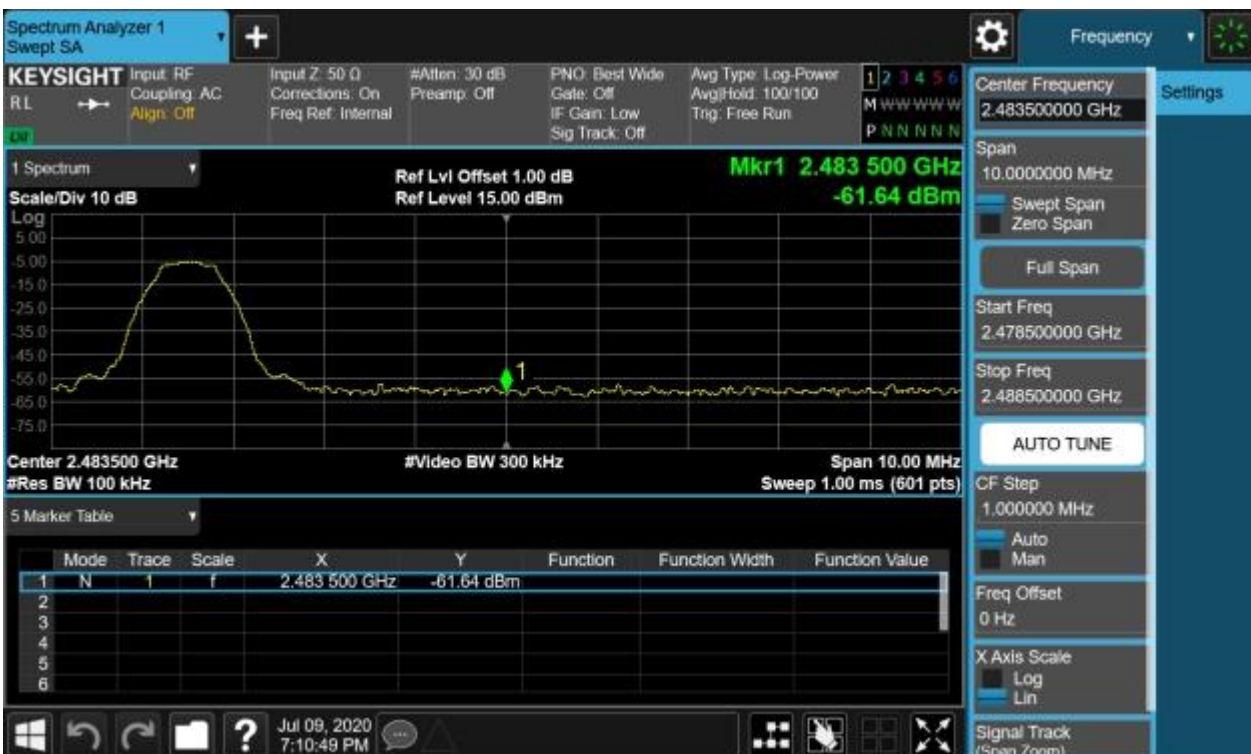 Spectrum Analyzer 1
Swept SA
Frequency
KEYSIGHT
RL
LXI
Input: RF
Coupling: AC
Align: Off
Input Z: 50 Ω
Corrections: On
Freq Ref: Internal
#Atten: 30 dB
Preamp: Off
PNO: Best Wide
Gate: Off
IF Gain: Low
Sig Track: Off
Avg Type: Log-Power
Avg|Hold: 100/100
Trig: Free Run
1 2 3 4 5 6
M W W W W W
P N N N N N
1 Spectrum
Scale/Div 10 dB
Ref Lvl Offset 1.00 dB
Ref Level 15.00 dBm
Mkr1 2.483 500 GHz
-61.64 dBm
Log
5.00
-5.00
-15.0
-25.0
-35.0
-45.0
-55.0
-65.0
-75.0
1
Center 2.483500 GHz
#Res BW 100 kHz
#Video BW 300 kHz
Span 10.00 MHz
Sweep 1.00 ms (601 pts)
5 Marker Table
Mode Trace Scale X Y Function Function Width Function Value
1 N 1 f 2.483 500 GHz -61.64 dBm
2
3
4
5
6
?
Jul 09, 2020
7:10:49 PM
Center Frequency
2.483500000 GHz
Settings
Span
10.0000000 MHz
Swept Span
Zero Span
Full Span
Start Freq
2.478500000 GHz
Stop Freq
2.488500000 GHz
AUTO TUNE
CF Step
1.000000 MHz
Auto
Man
Freq Offset
0 Hz
X Axis Scale
Log
Lin
Signal Track
(Span Zoom)